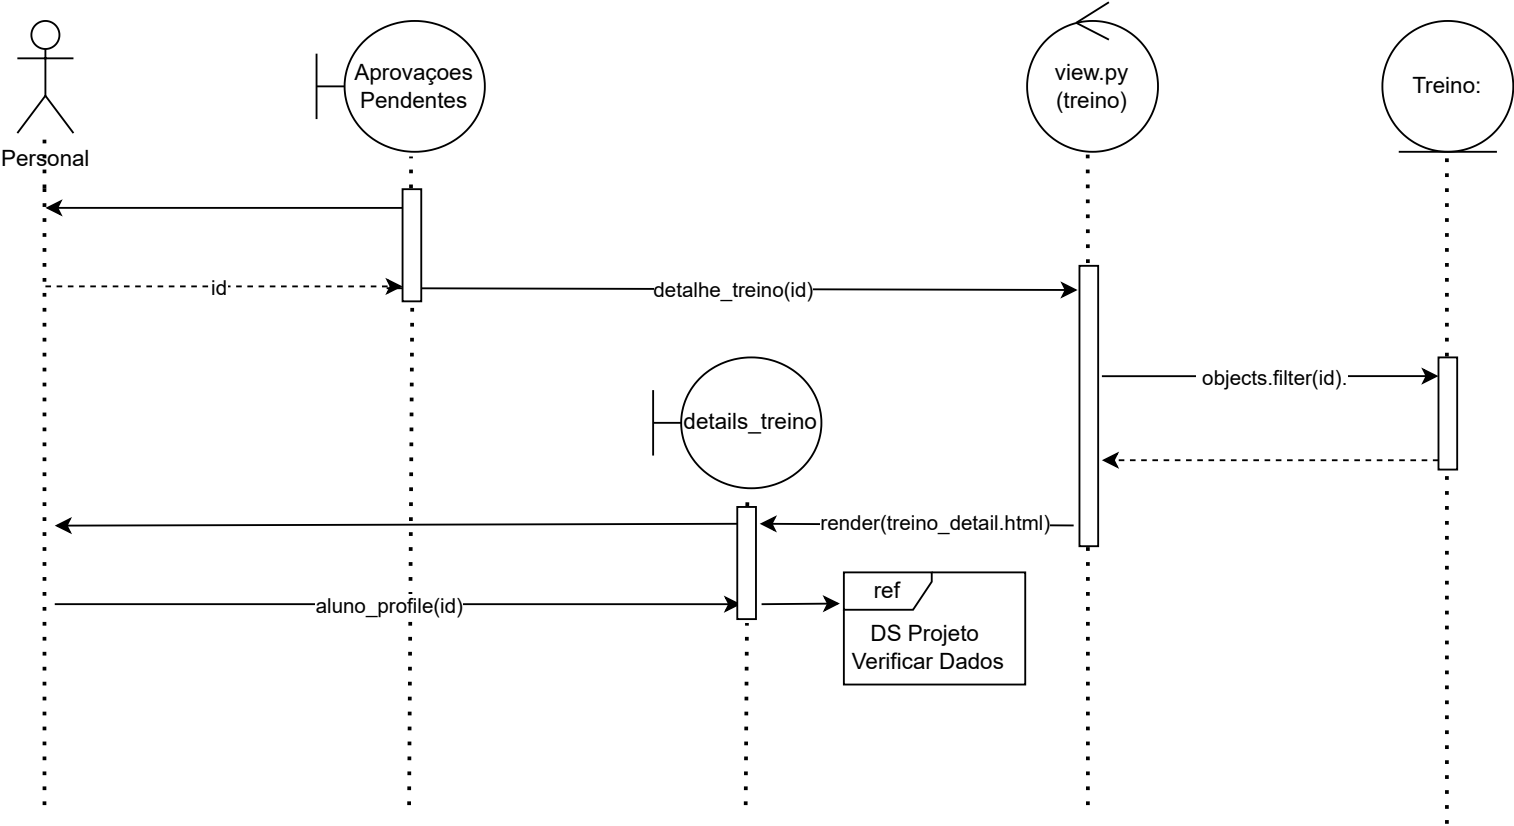 Personal
Aprovaçoes
Pendentes
view.py
(treino)
Treino:
id
detalhe_treino(id)
objects.filter(id).
details_treino
render(treino_detail.html)
aluno_profile(id)
ref
DS Projeto
Verificar Dados